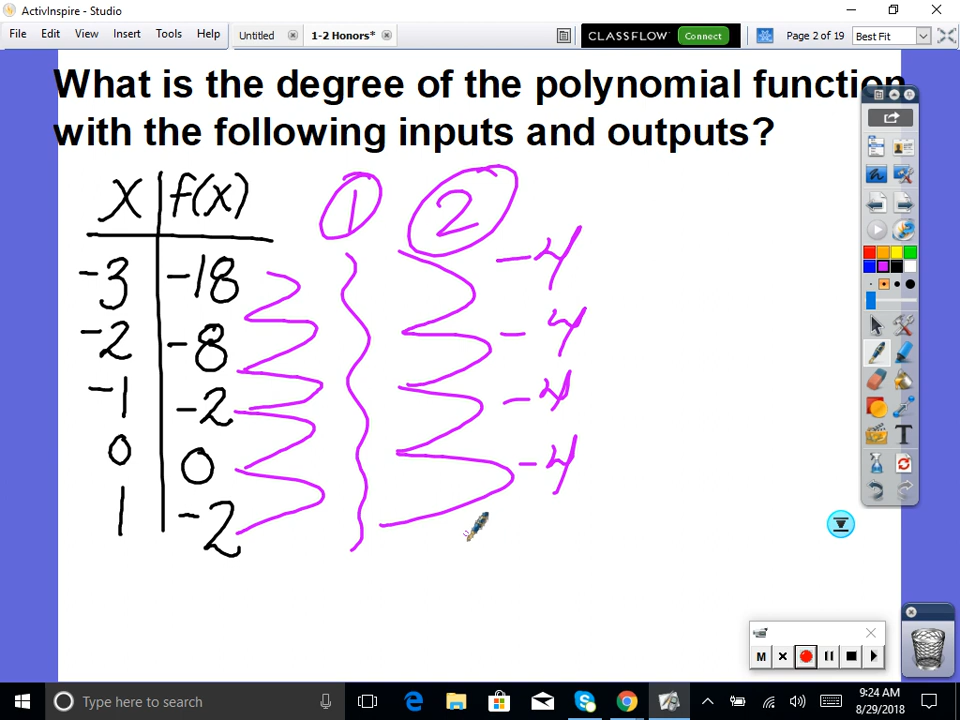 ActivInspire - Studio
File Edit View Insert Tools Help Untitled 1-2 Honors* CLASSFLOW Connect Page 2 of 19 Best Fit
What is the degree of the polynomial function
with the following inputs and outputs?
x f(x) 1 2
-3 -18 -4
-2 -8 -4
-1 -2 -4
0 0 -4
1 -2
T
M
Type here to search
9:24 AM
8/29/2018